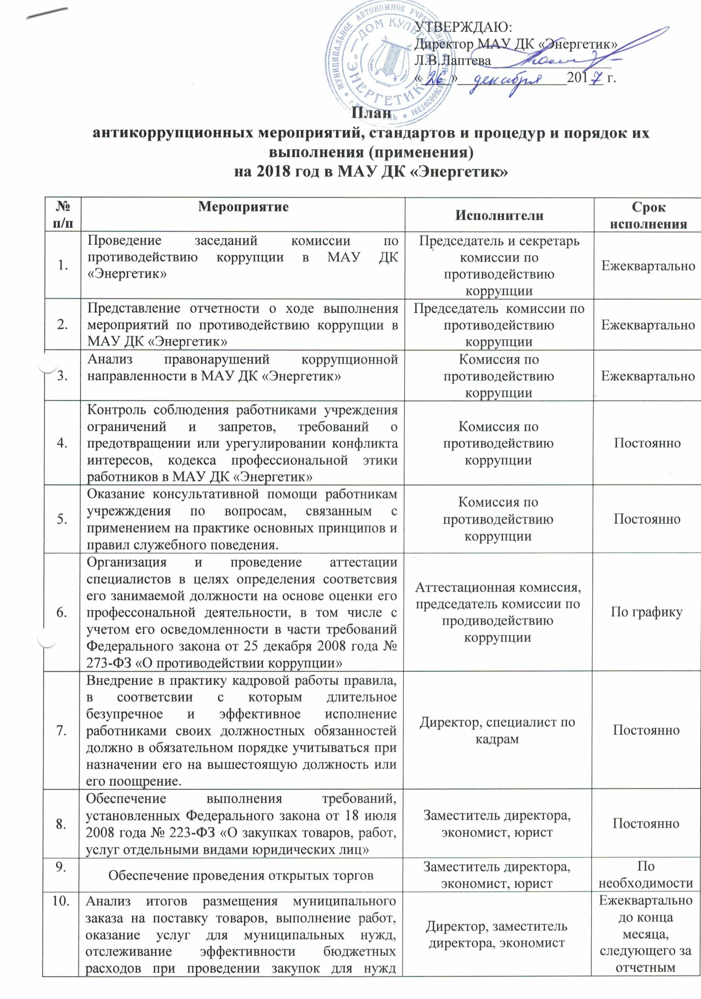 МУНИЦИПАЛЬНОЕ АВТОНОМНОЕ УЧРЕЖДЕНИЕ
ДОМ КУЛЬТУРЫ
"ЭНЕРГЕТИК"
УТВЕРЖДАЮ:
Директор МАУ ДК «Энергетик»
Л.В.Лаптева
«26» декабря 2017 г.
План
антикоррупционных мероприятий, стандартов и процедур и порядок их
выполнения (применения)
на 2018 год в МАУ ДК «Энергетик»
№
п/п
Мероприятие
Исполнители
Срок
исполнения
1.
Проведение заседаний комиссии по
противодействию коррупции в МАУ ДК
«Энергетик»
Председатель и секретарь
комиссии по
противодействию
коррупции
Ежеквартально
2.
Представление отчетности о ходе выполнения
мероприятий по противодействию коррупции в
МАУ ДК «Энергетик»
Председатель комиссии по
противодействию
коррупции
Ежеквартально
3.
Анализ правонарушений коррупционной
направленности в МАУ ДК «Энергетик»
Комиссия по
противодействию
коррупции
Ежеквартально
4.
Контроль соблюдения работниками учреждения
ограничений и запретов, требований о
предотвращении или урегулировании конфликта
интересов, кодекса профессиональной этики
работников в МАУ ДК «Энергетик»
Комиссия по
противодействию
коррупции
Постоянно
5.
Оказание консультативной помощи работникам
учрежждения по вопросам, связанным с
применением на практике основных принципов и
правил служебного поведения.
Комиссия по
противодействию
коррупции
Постоянно
6.
Организация и проведение аттестации
специалистов в целях определения соответсвия
его занимаемой должности на основе оценки его
профессональной деятельности, в том числе с
учетом его осведомленности в части требований
Федерального закона от 25 декабря 2008 года №
273-ФЗ «О противодействии коррупции»
Аттестационная комиссия,
председатель комиссии по
продиводействию
коррупции
По графику
7.
Внедрение в практику кадровой работы правила,
в соответсвии с которым длительное
безупречное и эффективное исполнение
работниками своих должностных обязанностей
должно в обязательном порядке учитываться при
назначении его на вышестоящую должность или
его поощрение.
Директор, специалист по
кадрам
Постоянно
8.
Обеспечение выполнения требований,
установленных Федерального закона от 18 июля
2008 года № 223-ФЗ «О закупках товаров, работ,
услуг отдельными видами юридических лиц»
Заместитель директора,
экономист, юрист
Постоянно
9.
Обеспечение проведения открытых торгов
Заместитель директора,
экономист, юрист
По
необходимости
10.
Анализ итогов размещения муниципального
заказа на поставку товаров, выполнение работ,
оказание услуг для муниципальных нужд,
отслеживание эффективности бюджетных
расходов при проведении закупок для нужд
Директор, заместитель
директора, экономист
Ежеквартально
до конца
месяца,
следующего за
отчетным